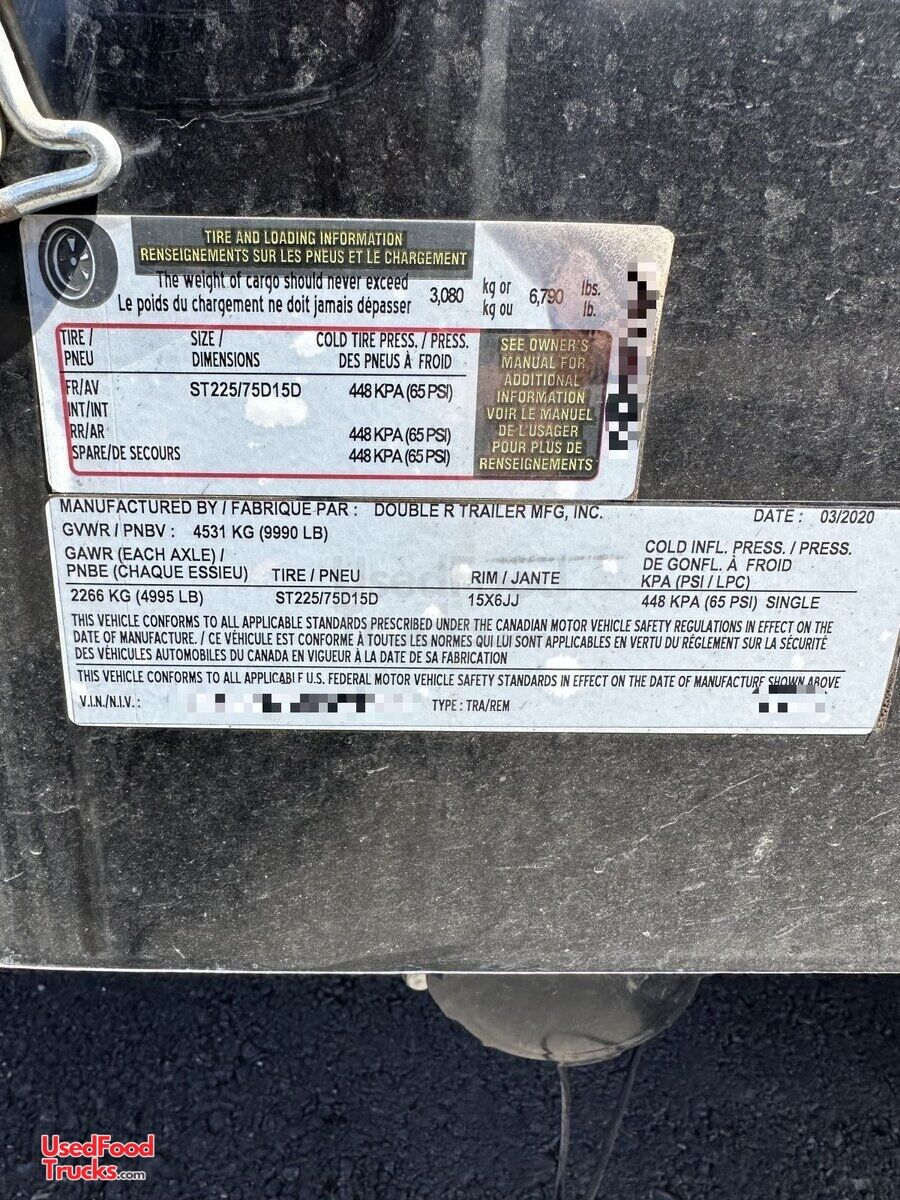 TIRE AND LOADING INFORMATION
RENSEIGNEMENTS SUR LES PNEUS ET LE CHARGEMENT
The weight of cargo should never exceed
Le poids du chargement ne doit jamais dépasser
3,080
kg or
kg ou
6,790
lbs.
lb.
TIRE /
PNEU
SIZE /
DIMENSIONS
COLD TIRE PRESS. / PRESS.
DES PNEUS À FROID
FR/AV ST225/75D15D 448 KPA (65 PSI)
INT/INT
RR/AR 448 KPA (65 PSI)
SPARE/DE SECOURS 448 KPA (65 PSI)
SEE OWNER'S
MANUAL FOR
ADDITIONAL
INFORMATION
VOIR LE MANUEL
DE L'USAGER
POUR PLUS DE
RENSEIGNEMENTS
MANUFACTURED BY / FABRIQUE PAR : DOUBLE R TRAILER MFG, INC. DATE : 03/2020
GVWR / PNBV : 4531 KG (9990 LB)
GAWR (EACH AXLE) /
PNBE (CHAQUE ESSIEU) TIRE / PNEU RIM / JANTE
COLD INFL. PRESS. / PRESS.
DE GONFL. À FROID
KPA (PSI / LPC)
2266 KG (4995 LB) ST225/75D15D 15X6JJ 448 KPA (65 PSI) SINGLE
THIS VEHICLE CONFORMS TO ALL APPLICABLE STANDARDS PRESCRIBED UNDER THE CANADIAN MOTOR VEHICLE SAFETY REGULATIONS IN EFFECT ON THE
DATE OF MANUFACTURE. / CE VÉHICULE EST CONFORME À TOUTES LES NORMES QUI LUI SONT APPLICABLES EN VERTU DU RÉGLEMENT SUR LA SÉCURITÉ
DES VÉHICULES AUTOMOBILES DU CANADA EN VIGUEUR À LA DATE DE SA FABRICATION
THIS VEHICLE CONFORMS TO ALL APPLICABLE U.S. FEDERAL MOTOR VEHICLE SAFETY STANDARDS IN EFFECT ON THE DATE OF MANUFACTURE SHOWN ABOVE
V.I.N./N.I.V. : TYPE : TRA/REM
UsedFood
Trucks.com